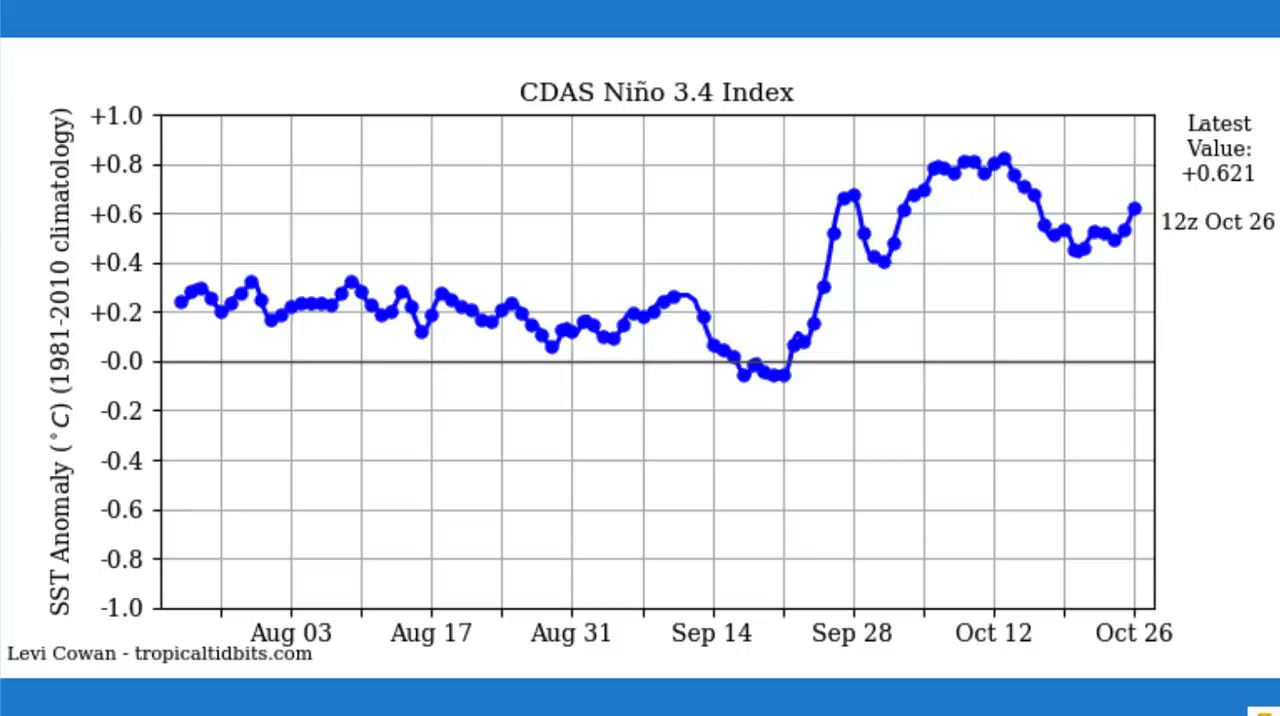 CDAS Niño 3.4 Index
SST Anomaly (°C) (1981-2010 climatology)
+1.0
+0.8
+0.6
+0.4
+0.2
-0.0
-0.2
-0.4
-0.6
-0.8
-1.0
Aug 03 Aug 17 Aug 31 Sep 14 Sep 28 Oct 12 Oct 26
Latest
Value:
+0.621
12z Oct 26
Levi Cowan - tropicaltidbits.com